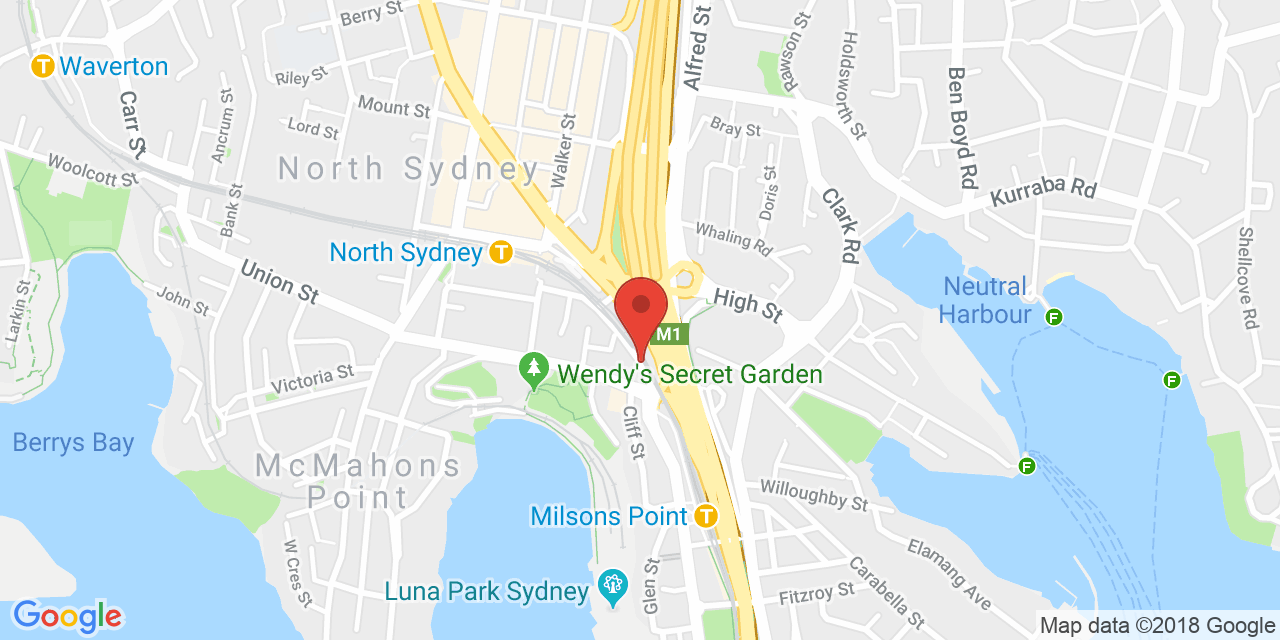 Berry St
Alfred St
Rawson St
Holdsworth St
Waverton
T
Riley St
Ben Boyd Rd
Carr St
Ancrum St
Mount St
Lord St
Walker St
Bray St
Woolcott St
North Sydney
Doris St
Kurraba Rd
Bank St
Clark Rd
Whaling Rd
North Sydney
T
Shellcove Rd
Union St
John St
Larkin St
High St
Neutral
Harbour
F
M1
Victoria St
Wendy's Secret Garden
F
Cliff St
Berrys Bay
McMahons
Point
F
Willoughby St
Milsons Point
T
W Cres St
Elamang Ave
Glen St
Carabella St
Luna Park Sydney
Fitzroy St
Google
Map data ©2018 Google